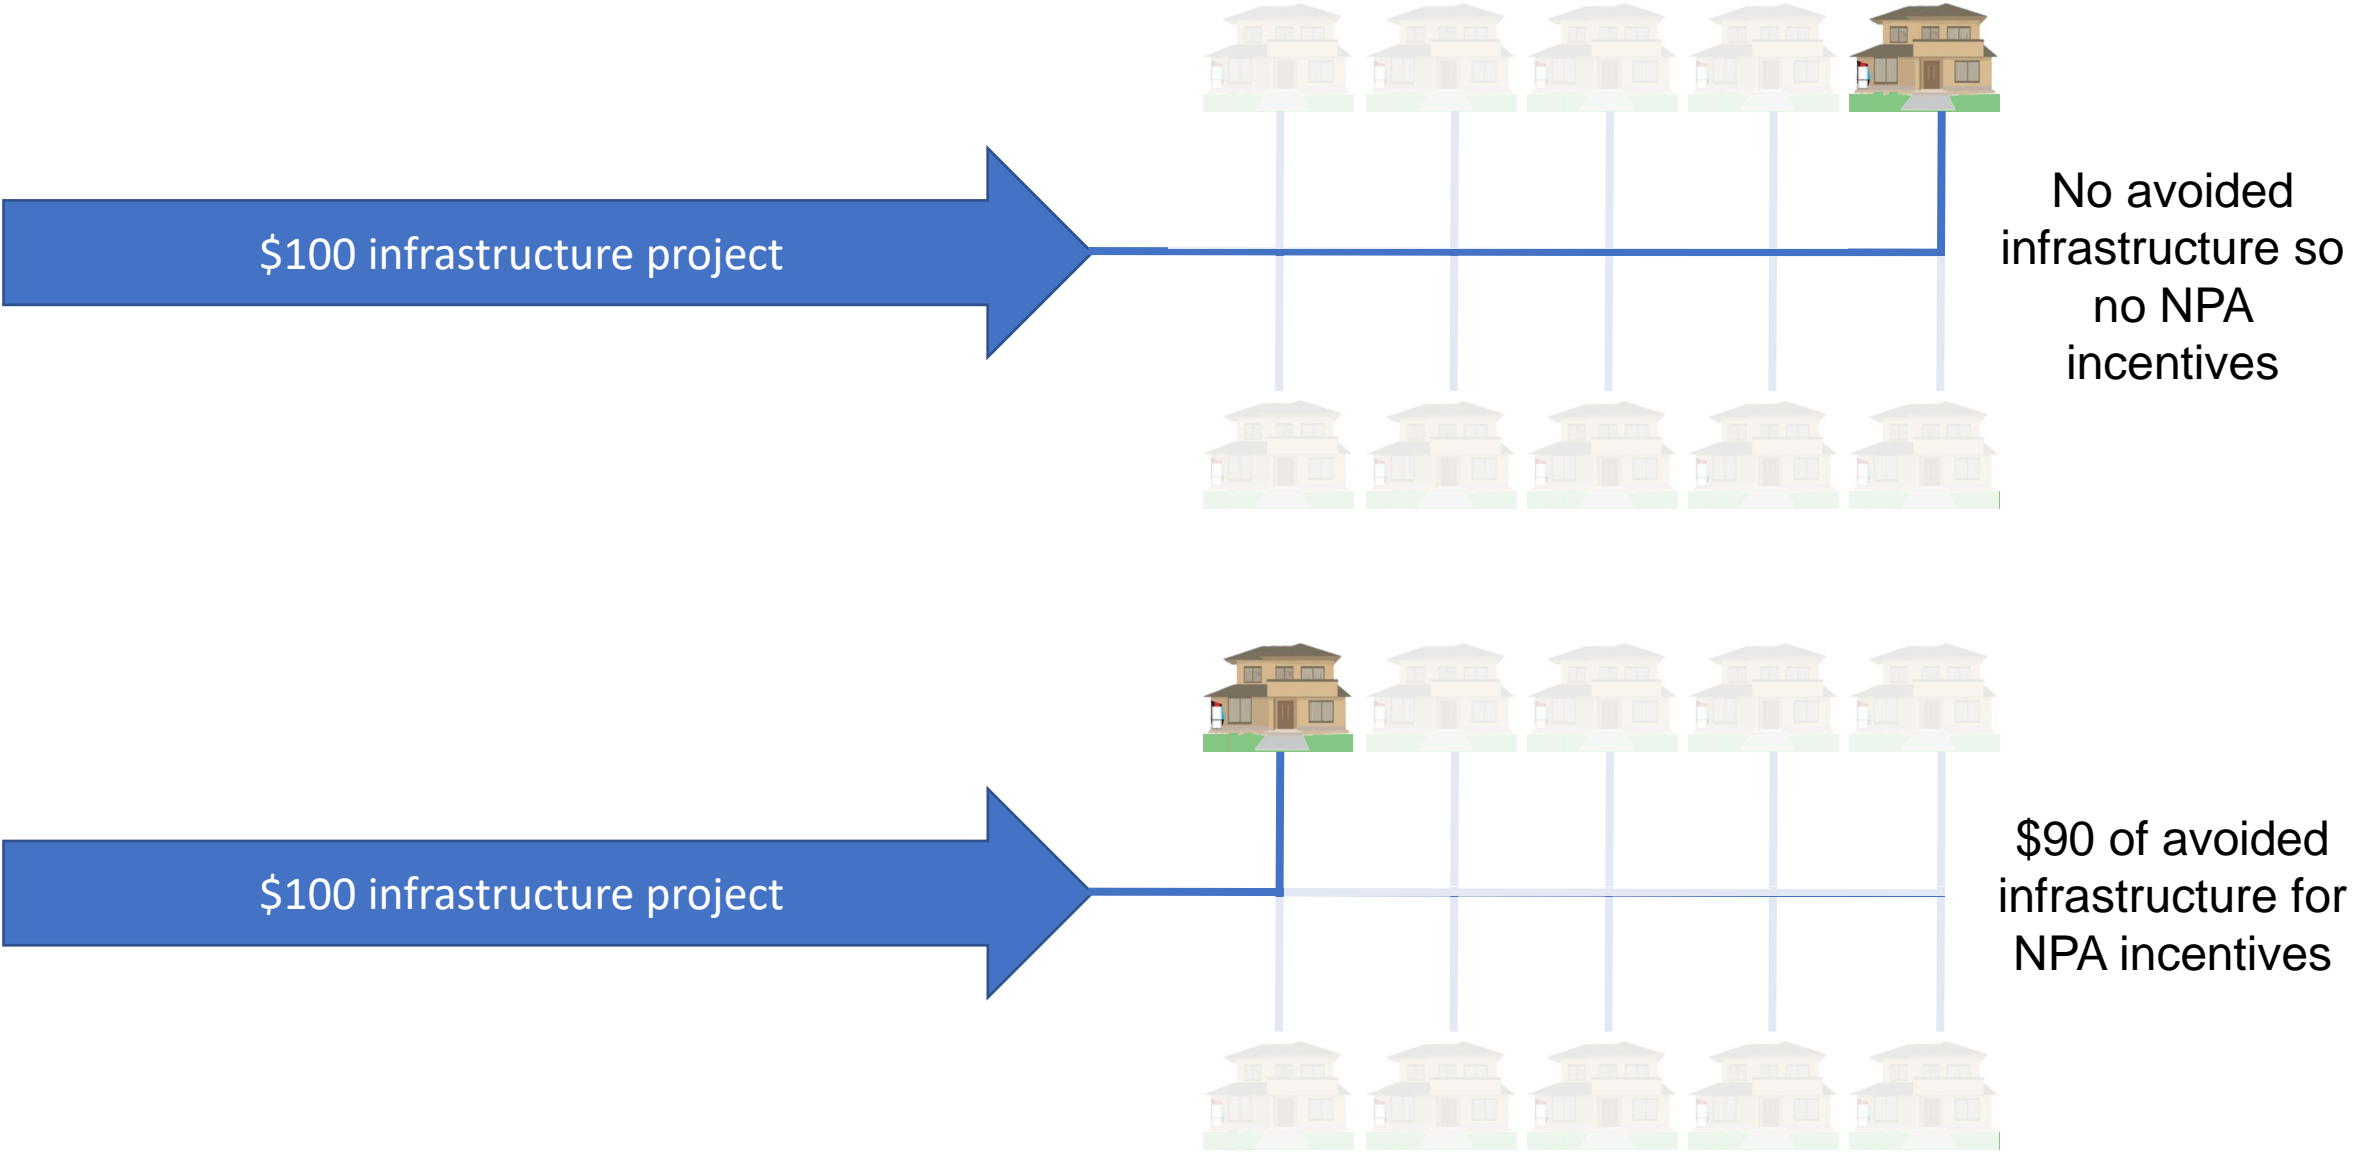 $100 infrastructure project
No avoided
infrastructure so
no NPA
incentives
$100 infrastructure project
$90 of avoided
infrastructure for
NPA incentives